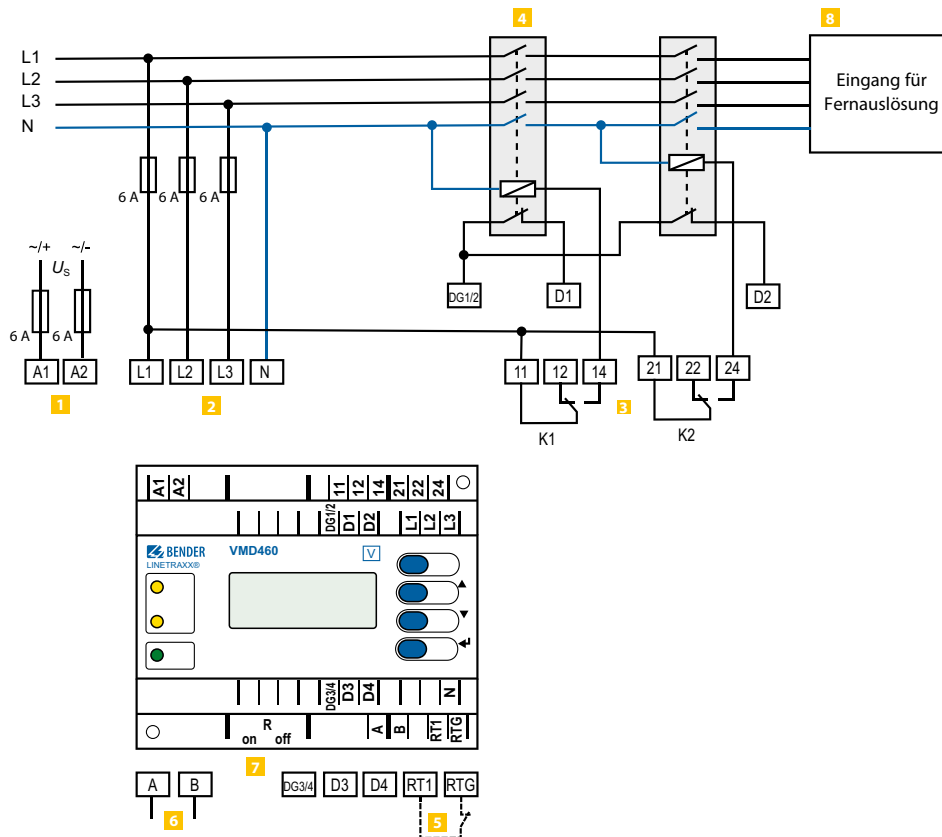 4
8
L1
L2
L3
N
Eingang für
Fernauslösung
6 A
6 A
6 A
~/+
~/-
US
DG1/2
D1
D2
6 A
6 A
A1
A2
L1
L2
L3
N
11
12
14
21
22
24
1
2
3
K1
K2
A1
A2
11
12
14
21
22
24
DG1/2
D1
D2
L1
L2
L3
BENDER
VMD460
V
LINETRAXX®
DG3/4
D3
D4
N
R
on off
A
B
RT1
RTG
7
A
B
DG3/4
D3
D4
RT1
RTG
6
5